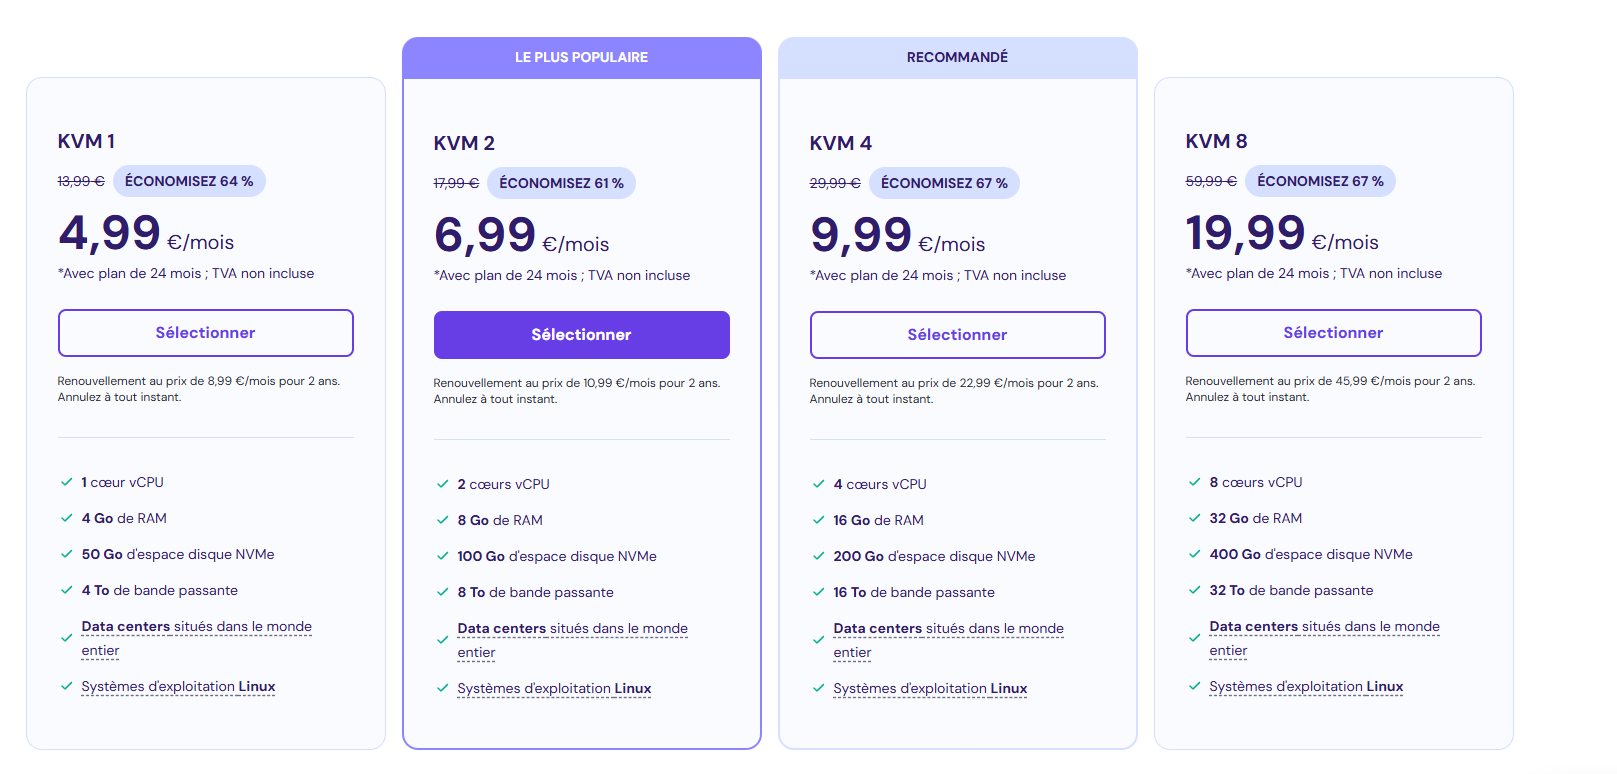 KVM 1
13,99 €
ÉCONOMISEZ 64 %
4,99 €/mois
*Avec plan de 24 mois ; TVA non incluse
Sélectionner
Renouvellement au prix de 8,99 €/mois pour 2 ans.
Annulez à tout instant.
1 cœur vCPU
4 Go de RAM
50 Go d'espace disque NVMe
4 To de bande passante
Data centers situés dans le monde
entier
Systèmes d'exploitation Linux
LE PLUS POPULAIRE
KVM 2
17,99 €
ÉCONOMISEZ 61 %
6,99 €/mois
*Avec plan de 24 mois ; TVA non incluse
Sélectionner
Renouvellement au prix de 10,99 €/mois pour 2 ans.
Annulez à tout instant.
2 cœurs vCPU
8 Go de RAM
100 Go d'espace disque NVMe
8 To de bande passante
Data centers situés dans le monde
entier
Systèmes d'exploitation Linux
RECOMMANDÉ
KVM 4
29,99 €
ÉCONOMISEZ 67 %
9,99 €/mois
*Avec plan de 24 mois ; TVA non incluse
Sélectionner
Renouvellement au prix de 22,99 €/mois pour 2 ans.
Annulez à tout instant.
4 cœurs vCPU
16 Go de RAM
200 Go d'espace disque NVMe
16 To de bande passante
Data centers situés dans le monde
entier
Systèmes d'exploitation Linux
KVM 8
59,99 €
ÉCONOMISEZ 67 %
19,99 €/mois
*Avec plan de 24 mois ; TVA non incluse
Sélectionner
Renouvellement au prix de 45,99 €/mois pour 2 ans.
Annulez à tout instant.
8 cœurs vCPU
32 Go de RAM
400 Go d'espace disque NVMe
32 To de bande passante
Data centers situés dans le monde
entier
Systèmes d'exploitation Linux